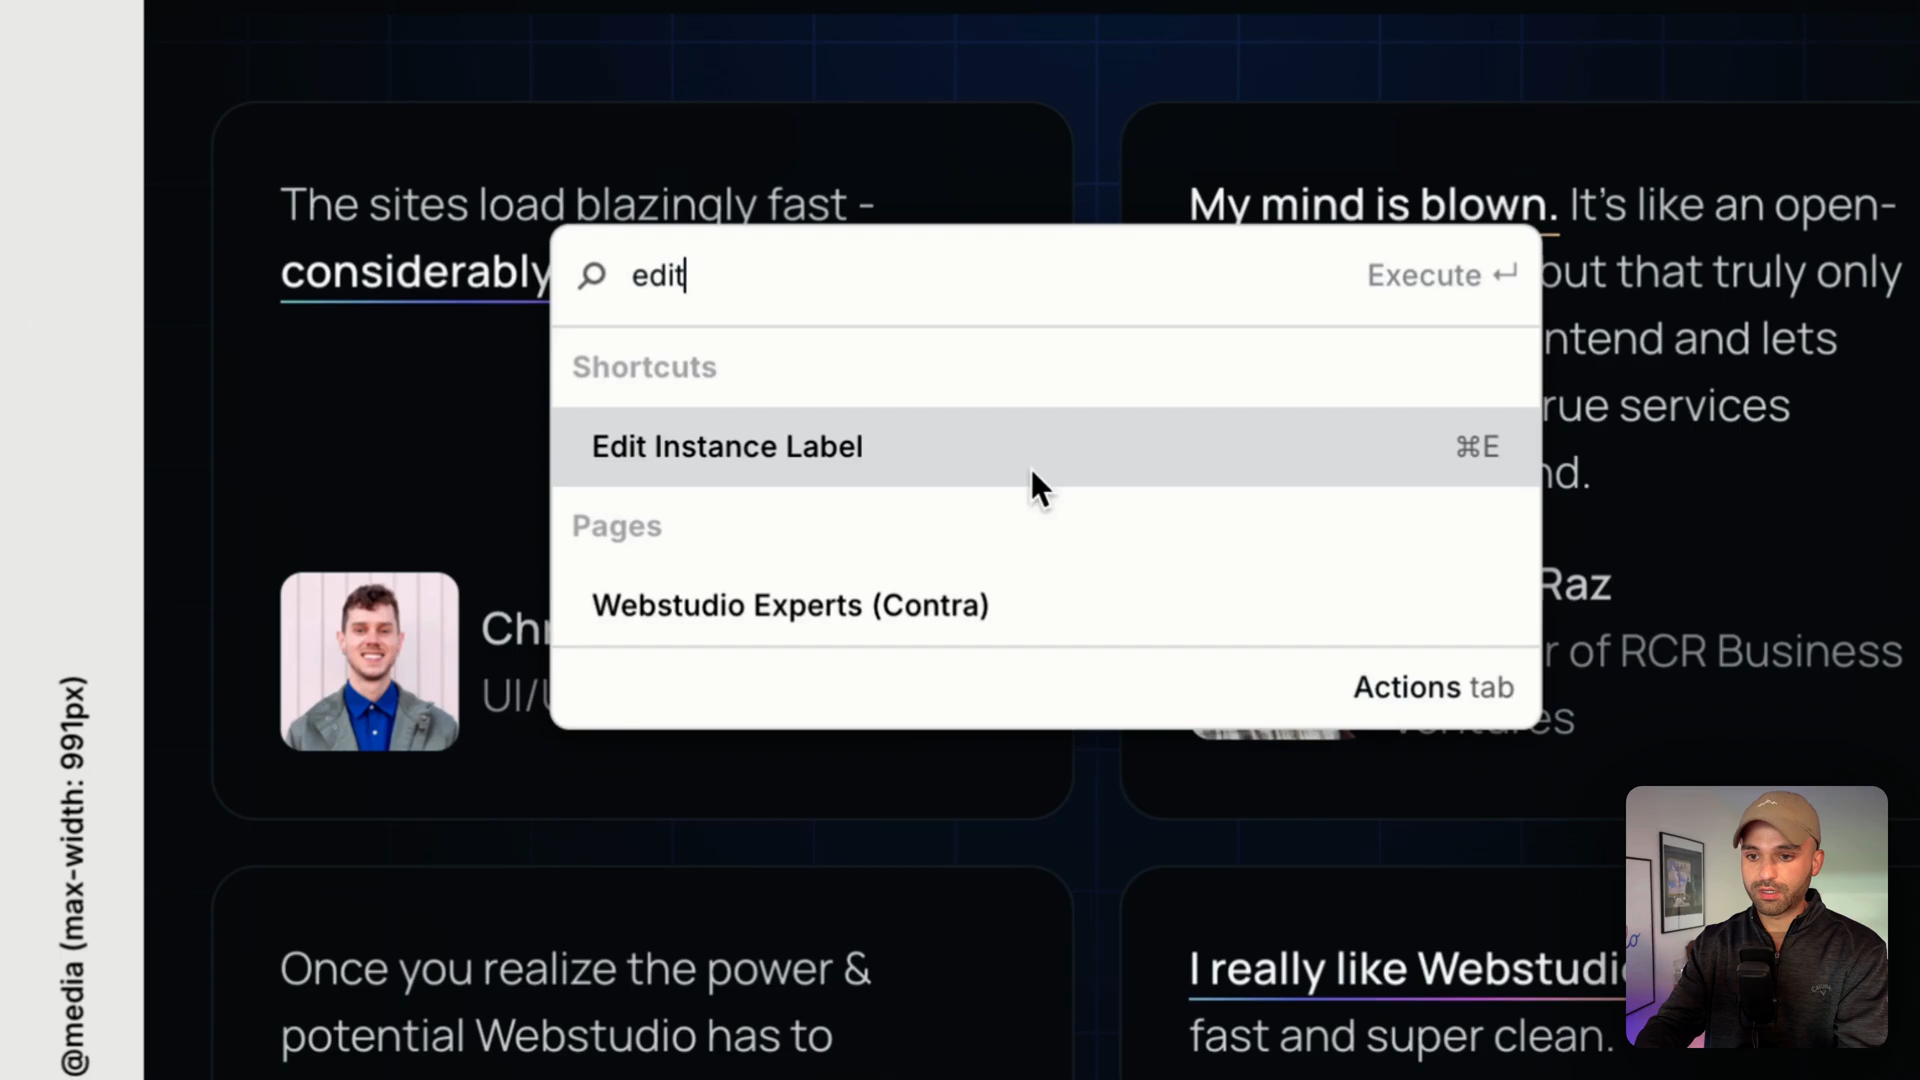 The sites load blazingly fast -
considerably
My mind is blown. It's like an open-
out that truly only
ntend and lets
rue services
nd.
edit
Execute ↵
Shortcuts
Edit Instance Label ⌘E
Pages
Webstudio Experts (Contra)
Actions tab
Chr
UI/U
Raz
r of RCR Business
Ventures
@media (max-width: 991px)
Once you realize the power &
potential Webstudio has to
I really like Webstudio
fast and super clean.